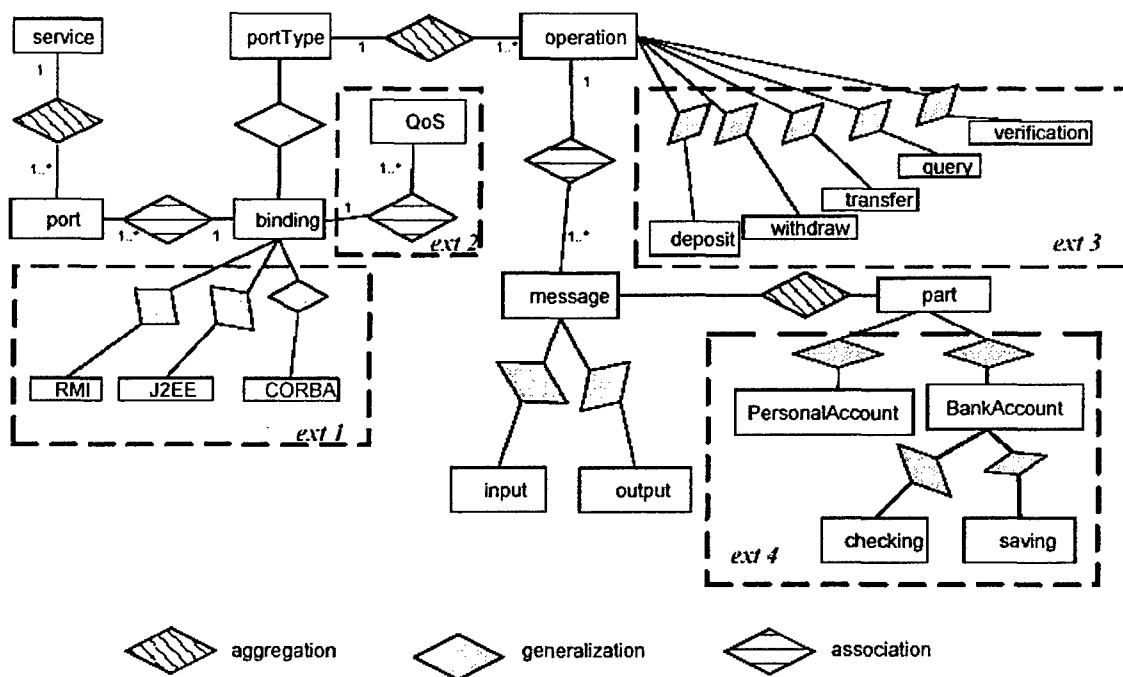 service
portType
operation
1
1
1..*
1
1
QoS
verification
query
1..*
1..*
transfer
port
binding
1
1..*
1
deposit
withdraw
ext 2
1..*
ext 3
message
part
RMI
J2EE
CORBA
PersonalAccount
BankAccount
ext 1
input
output
checking
saving
ext 4
aggregation
generalization
association